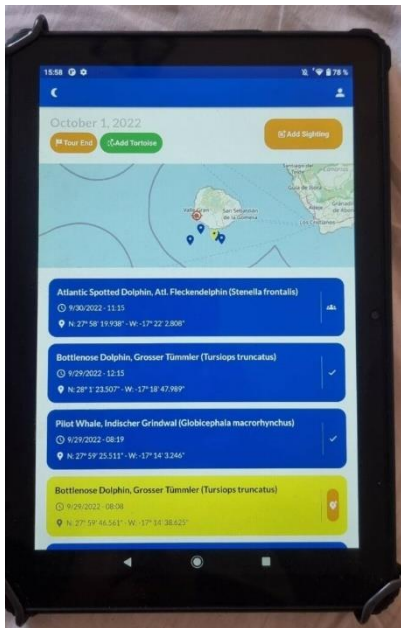 15:58
78 %
October 1, 2022
Tour End
Add Tortoise
Add Sighting
San Sebastián
de la Gomera
Atlantic Spotted Dolphin, Atl. Fleckendelphin (Stenella frontalis)
9/30/2022 - 11:15
N: 27° 58' 19.938" - W: -17° 22' 2.808"
Bottlenose Dolphin, Grosser Tümmler (Tursiops truncatus)
9/29/2022 - 12:15
N: 28° 1' 23.507" - W: -17° 18' 47.989"
Pilot Whale, Indischer Grindwal (Globicephala macrorhynchus)
9/29/2022 - 08:19
N: 27° 59' 25.511" - W: -17° 14' 3.246"
Bottlenose Dolphin, Grosser Tümmler (Tursiops truncatus)
9/29/2022 - 08:08
N: 27° 59' 46.561" - W: -17° 14' 38.625"